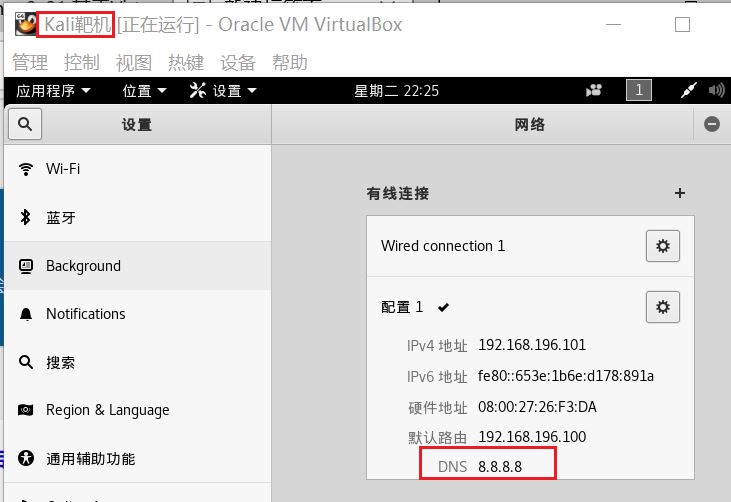 Kali靶机 [正在运行] - Oracle VM VirtualBox
管理 控制 视图 热键 设备 帮助
应用程序 位置 设置 星期二 22:25 1
设置 网络
Wi-Fi
蓝牙
Background
Notifications
搜索
Region & Language
通用辅助功能
有线连接 +
Wired connection 1
配置 1
IPv4 地址 192.168.196.101
IPv6 地址 fe80::653e:1b6e:d178:891a
硬件地址 08:00:27:26:F3:DA
默认路由 192.168.196.100
DNS 8.8.8.8